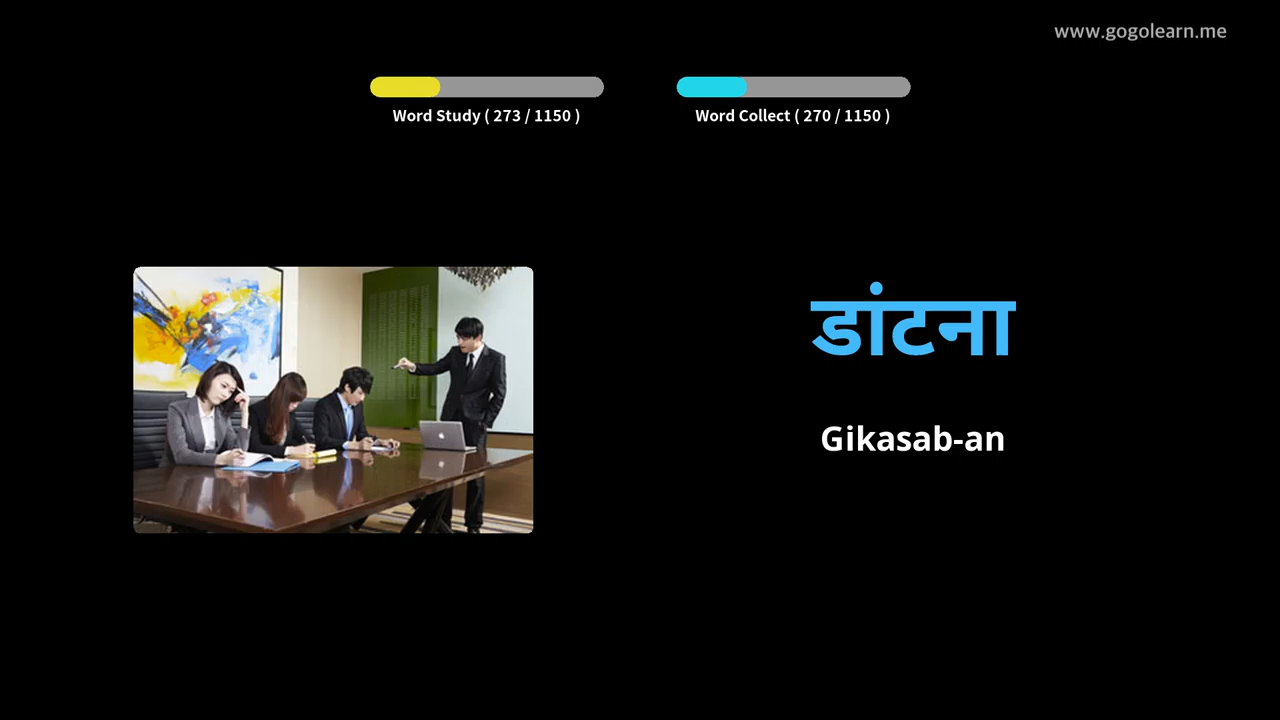 www.gogolearn.me
Word Study ( 273 / 1150 )
Word Collect ( 270 / 1150 )
डांटना
Gikasab-an